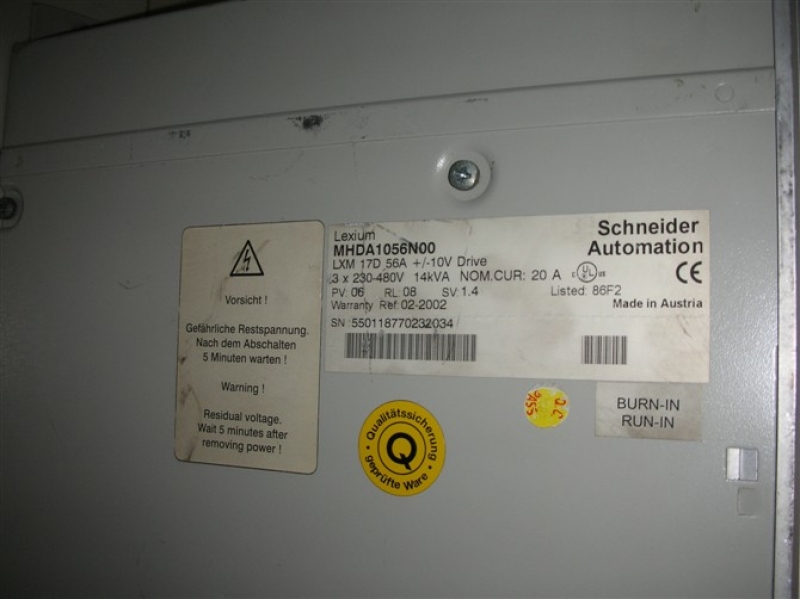 Vorsicht !
Gefährliche Restspannung.
Nach dem Abschalten
5 Minuten warten !
Warning !
Residual voltage.
Wait 5 minutes after
removing power !
Lexium
MHDA1056N00
LXM 17D 56A +/-10V Drive
3 x 230-480V 14kVA NOM.CUR: 20 A
PV: 06 RL: 08 SV: 1.4
Warranty Ref: 02-2002
SN: 550118770232034
Schneider
Automation
c UL us
CE
Listed: 86F2
Made in Austria
Qualitätssicherung
Q
geprüfte Ware
BURN-IN
RUN-IN